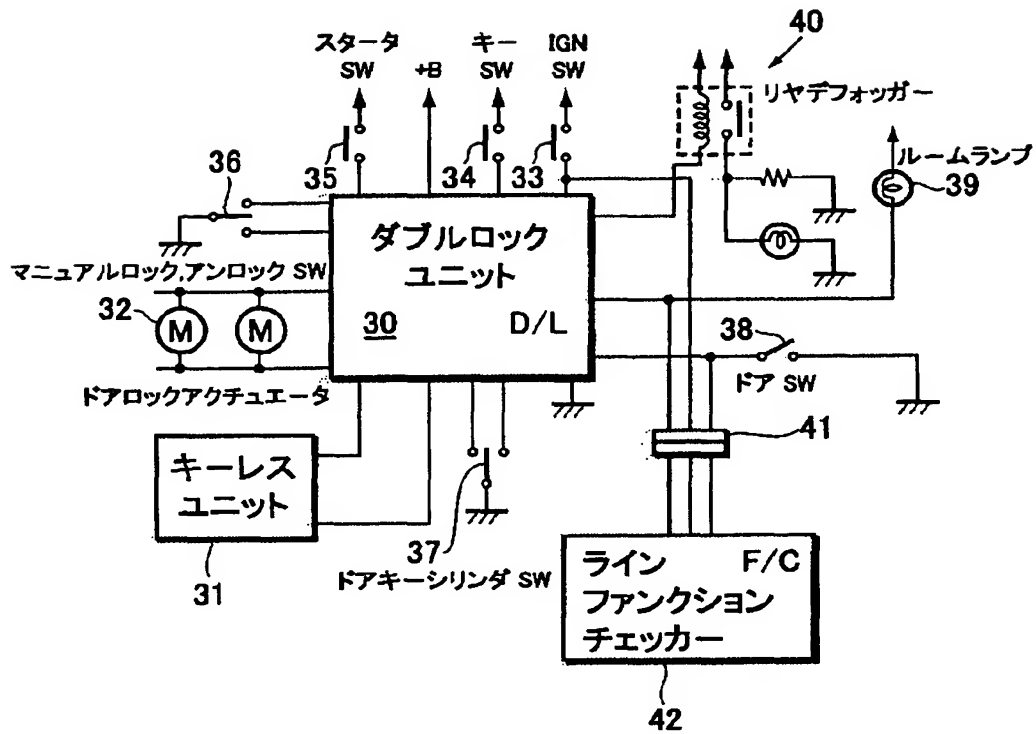 スタータ
SW
+B
キー
SW
IGN
SW
40
リヤデフォッガー
35
34
33
36
ルームランプ
39
マニュアルロック,アンロック SW
ダブルロック
ユニット
30
D/L
32
M
M
38
ドア SW
ドアロックアクチュエータ
41
キーレス
ユニット
31
37
ドアキーシリンダ SW
ライン
F/C
ファンクション
チェッカー
42